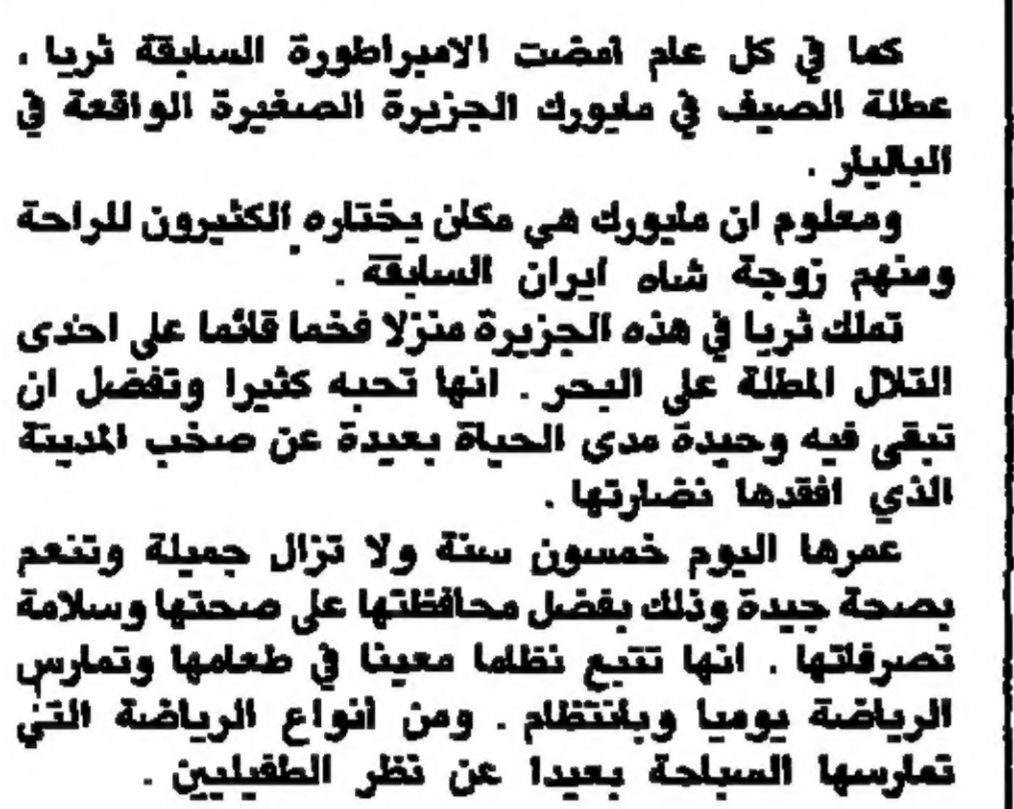 كما في كل عام امضت الامبراطورة السابقة ثريا ،
عطلة الصيف في مليورك الجزيرة الصغيرة الواقعة في
الباليار .
ومعلوم ان مليورك هي مكان يختاره الكثيرون للراحة
ومنهم زوجة شاه ايران السابقة .
تملك ثريا في هذه الجزيرة منزلا فخما قائما على احدى
التلال المطلة على البحر . انها تحبه كثيرا وتفضل ان
تبقى فيه وحيدة مدى الحياة بعيدة عن صخب المدينة
الذي افقدها نضارتها .
عمرها اليوم خمسون سنة ولا تزال جميلة وتنعم
بصحة جيدة وذلك بفضل محافظتها على صحتها وسلامة
تصرفاتها . انها تتبع نظاما معينا في طعامها وتمارس
الرياضة يوميا وبانتظام . ومن أنواع الرياضة التي
تمارسها السباحة بعيدا عن نظر الطفيليين .